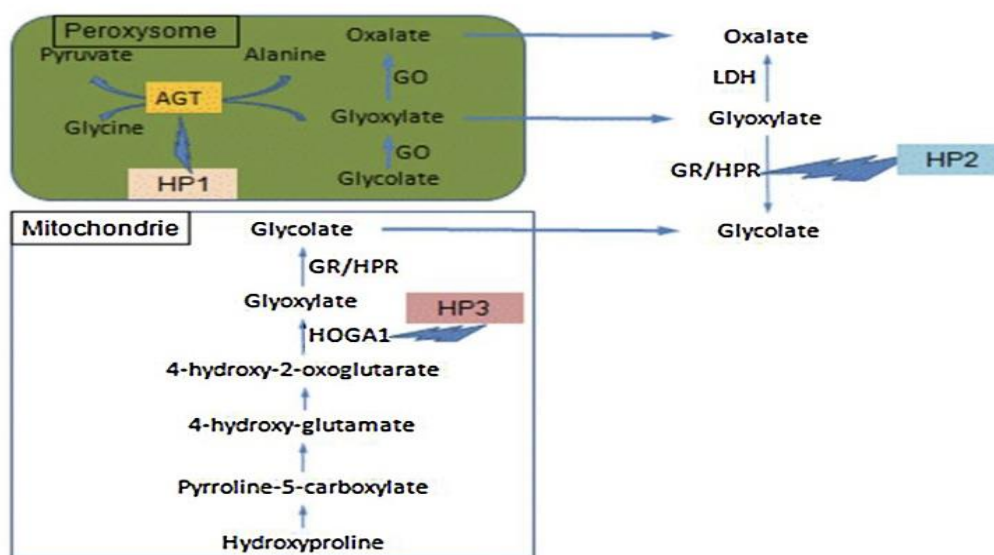 Peroxysome
Pyruvate
Alanine
Oxalate
GO
AGT
Glycine
Glyoxylate
GO
HP1
Glycolate
Oxalate
LDH
Glyoxylate
GR/HPR
HP2
Glycolate
Mitochondrie
Glycolate
GR/HPR
Glyoxylate
HP3
HOGA1
4-hydroxy-2-oxoglutarate
4-hydroxy-glutamate
Pyrroline-5-carboxylate
Hydroxyproline